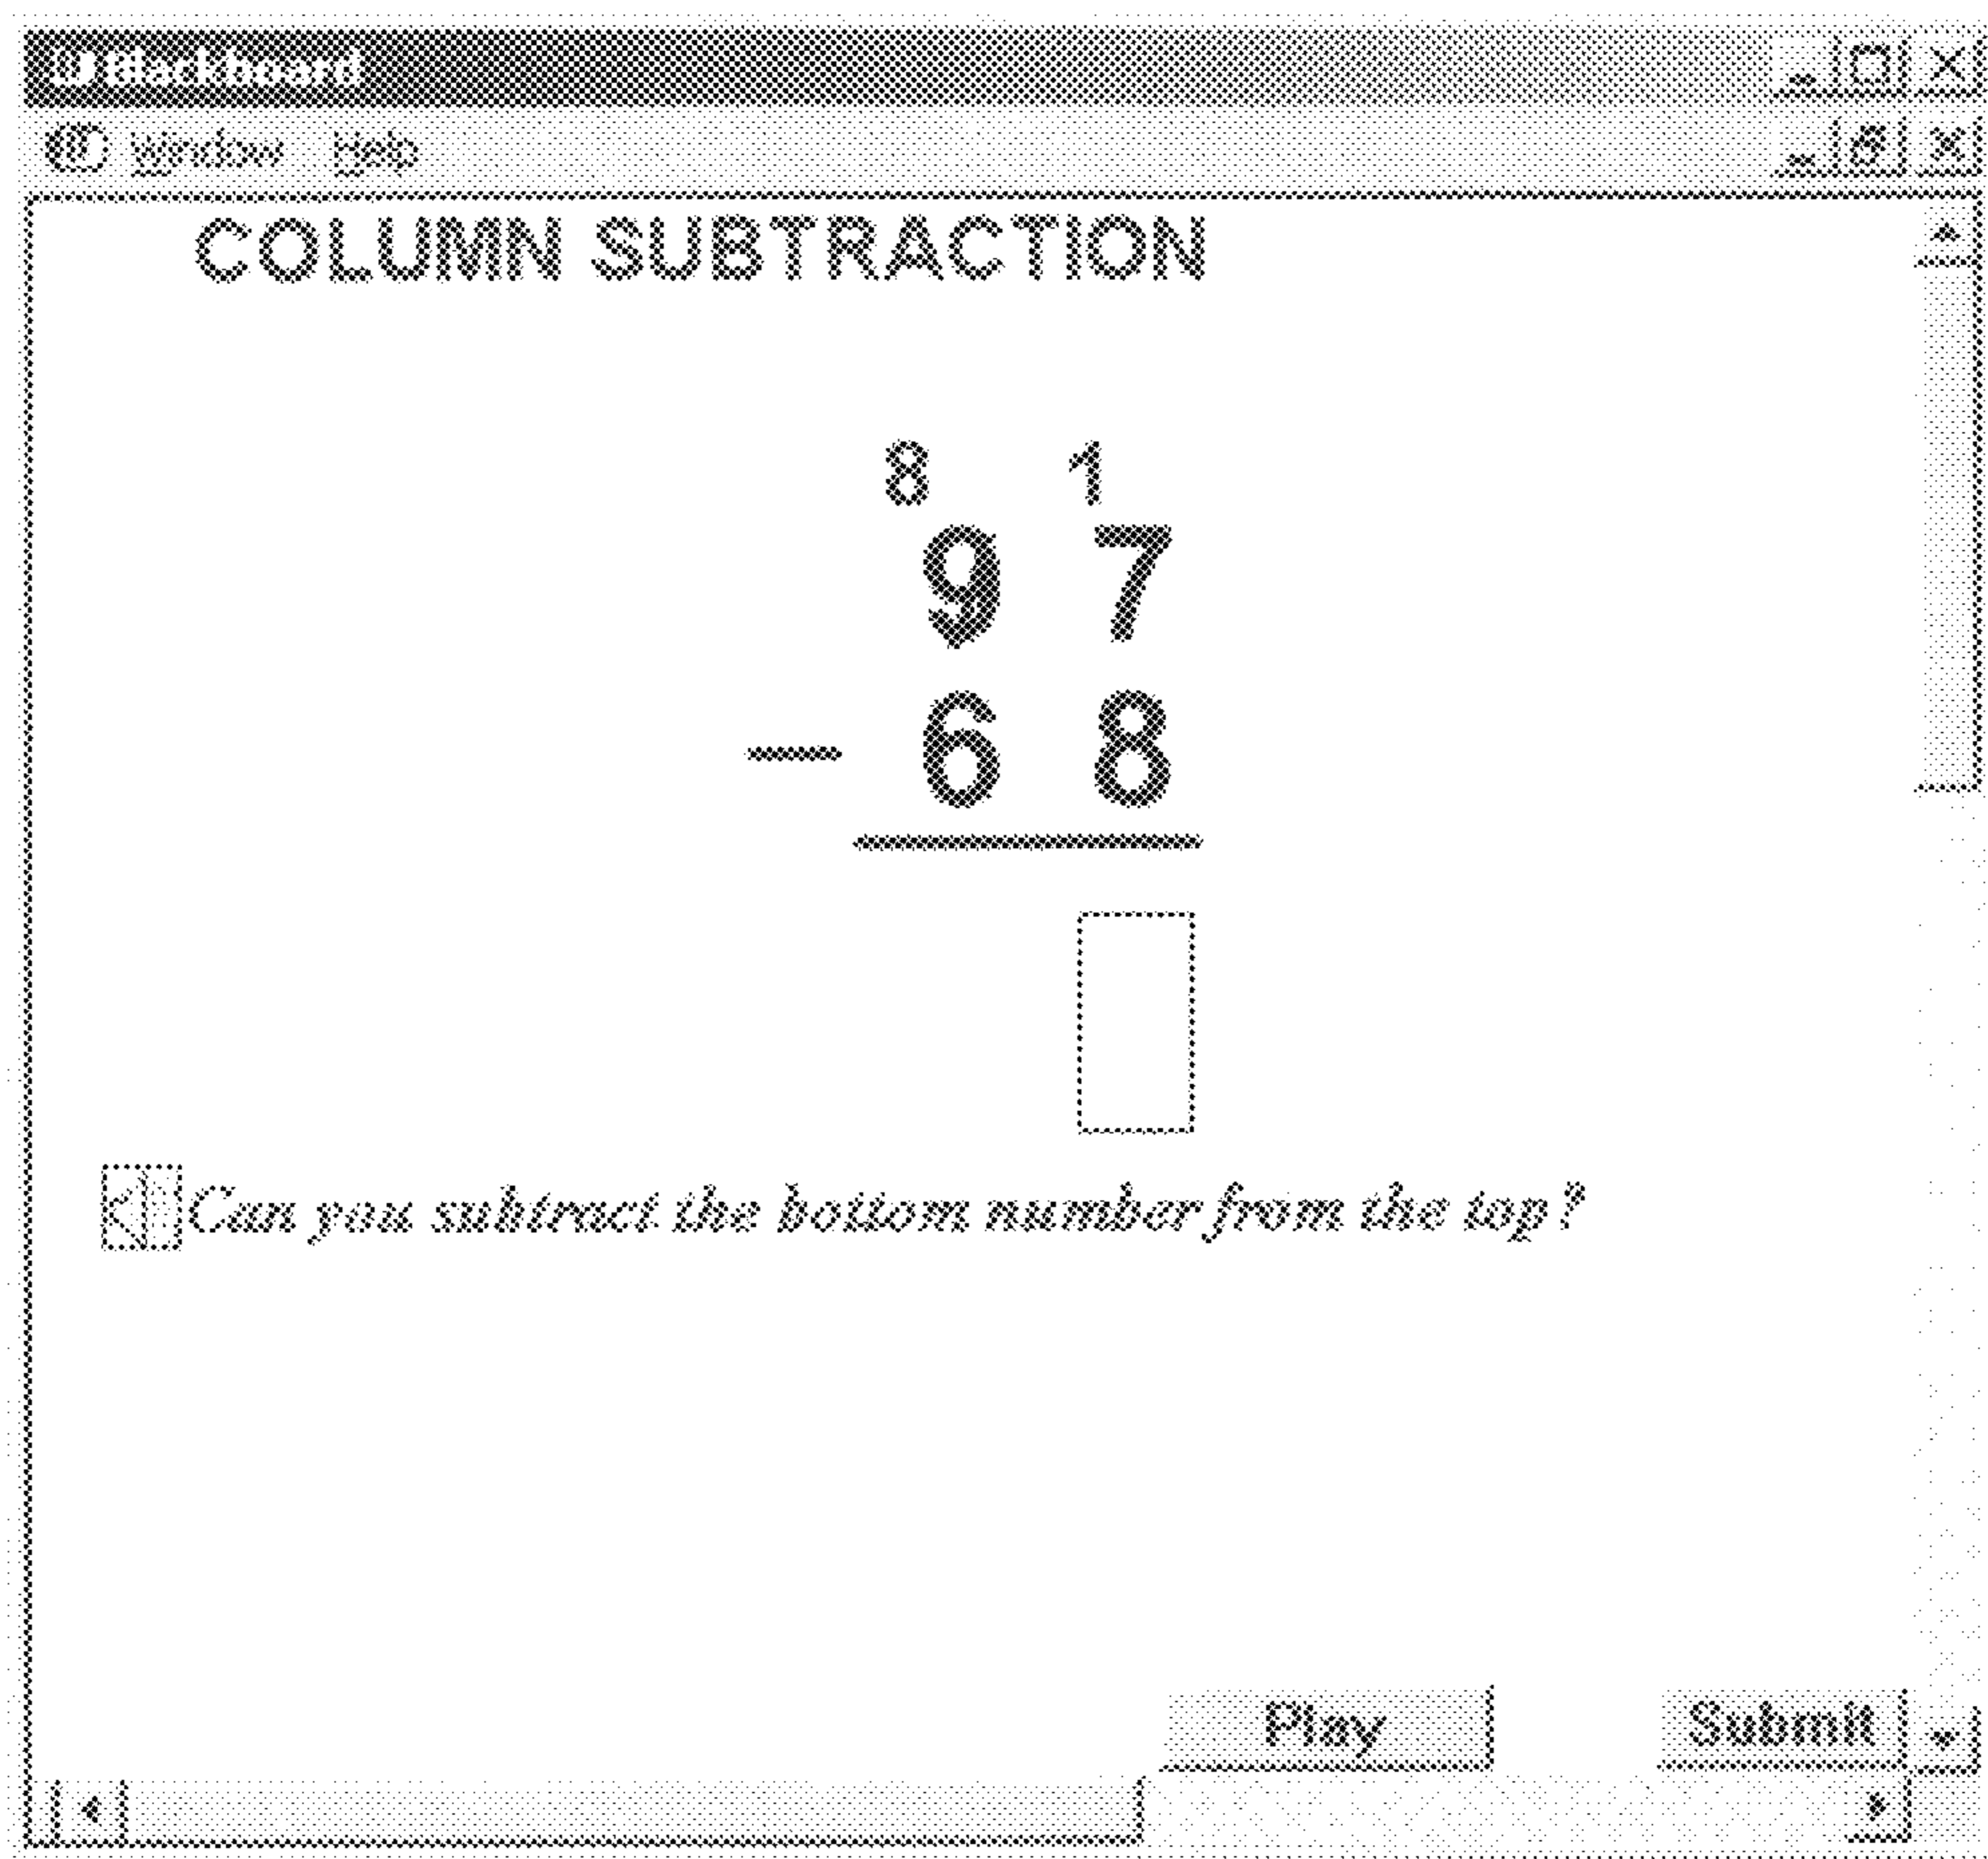 Blackboard
Window Help
COLUMN SUBTRACTION
8 1
9 7
− 6 8
Can you subtract the bottom number from the top?
Play Submit